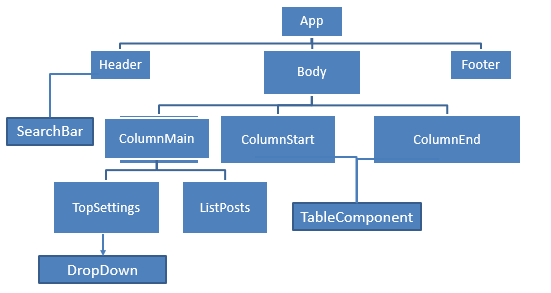 App
Header
Body
Footer
SearchBar
ColumnMain
ColumnStart
ColumnEnd
TopSettings
ListPosts
TableComponent
DropDown